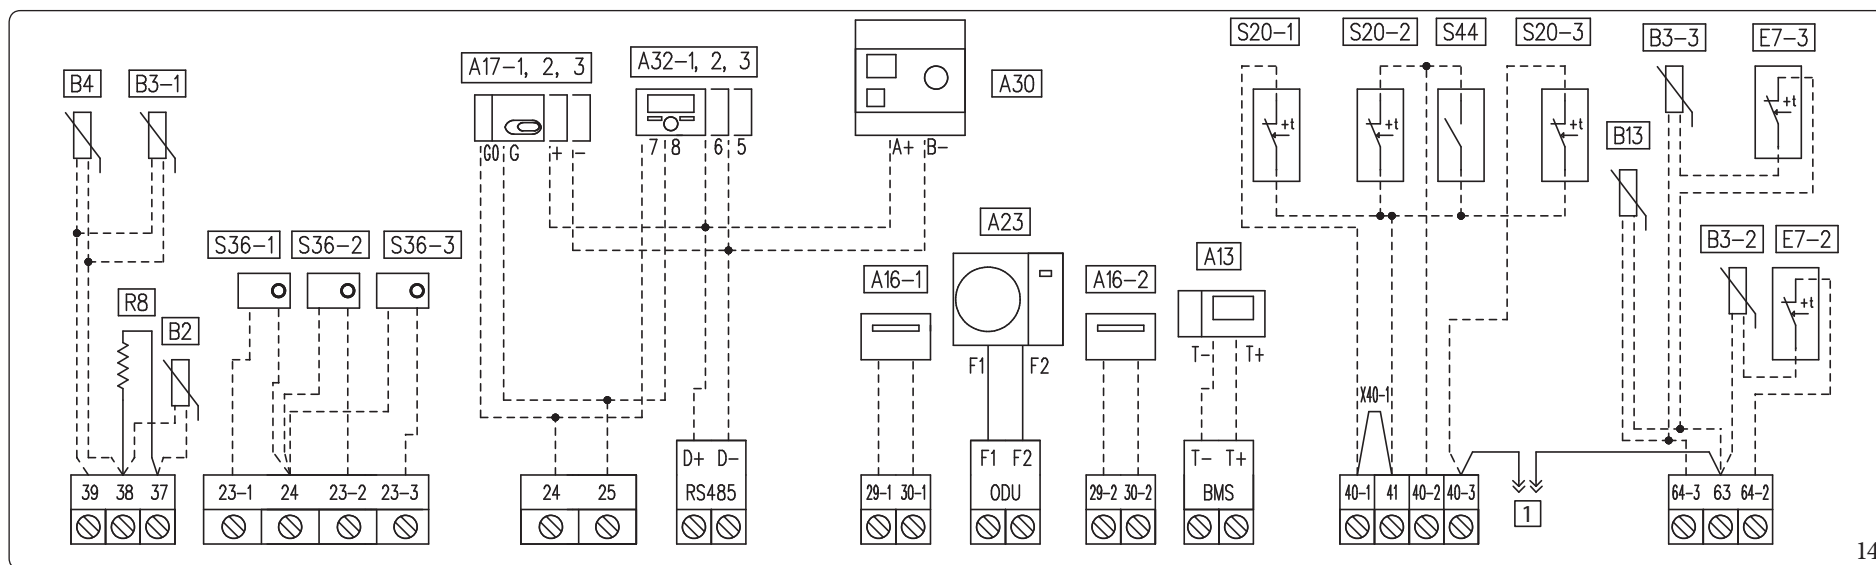 S20-1 S20-2 S44 S20-3 B3-3 E7-3
A17-1, 2, 3 A32-1, 2, 3
B4 B3-1 A30
B13
G0 G + - 7 8 6 5 A+ B-
A23
S36-1 S36-2 S36-3 B3-2 E7-2
A16-1 A16-2 A13
R8
B2
+t +t +t +t +t
F1 F2 T- T+
X40-1
D+ D- F1 F2 T- T+
39 38 37 23-1 24 23-2 23-3 24 25 RS485 29-1 30-1 ODU 29-2 30-2 BMS 40-1 41 40-2 40-3 64-3 63 64-2
1
14